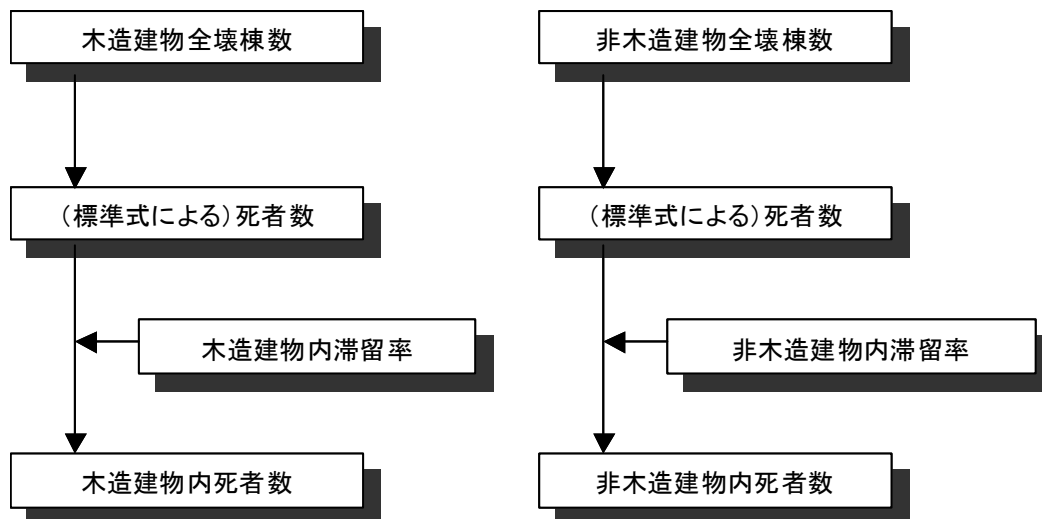 木造建物全壊棟数
非木造建物全壊棟数
（標準式による）死者数
（標準式による）死者数
木造建物内滞留率
非木造建物内滞留率
木造建物内死者数
非木造建物内死者数